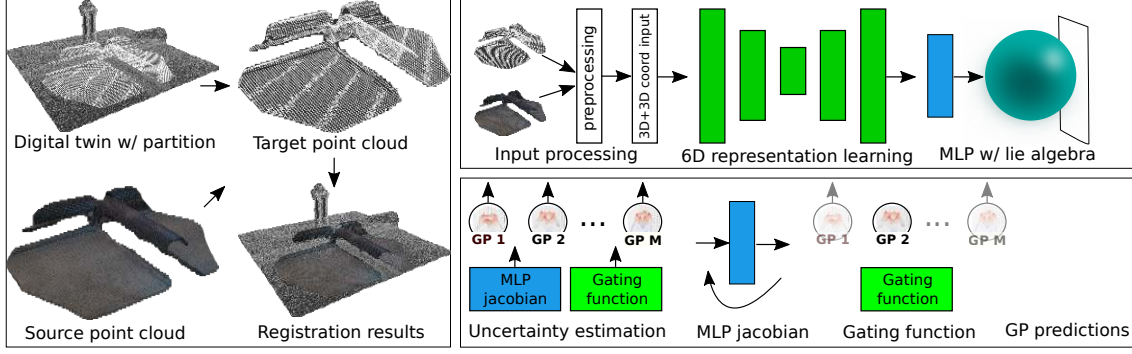 Digital twin w/ partition
Target point cloud
Source point cloud
Registration results
preprocessing
3D+3D coord input
Input processing
6D representation learning
MLP w/ lie algebra
GP 1
GP 2
...
GP M
MLP
jacobian
Gating
function
Uncertainty estimation
MLP jacobian
GP 1
GP 2
...
GP M
Gating
function
Gating function
GP predictions